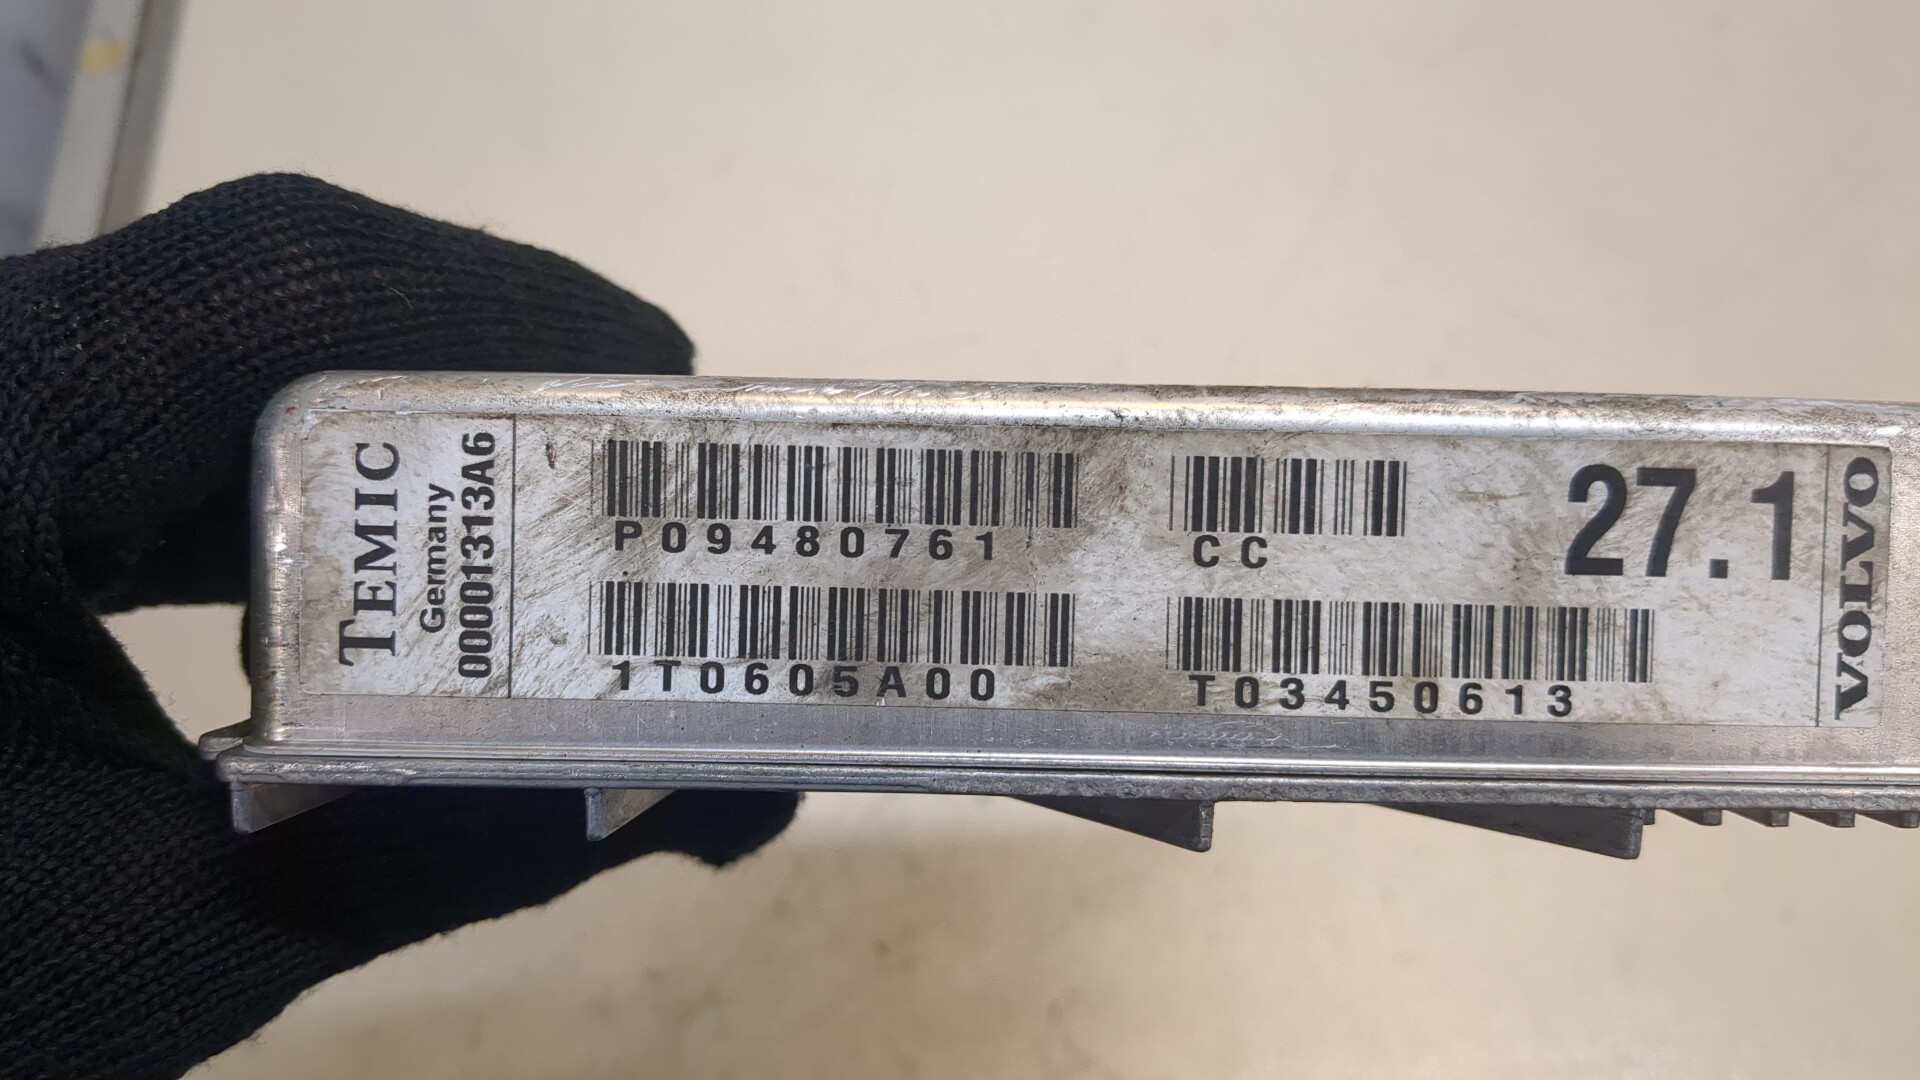 TEMIC
Germany
00001313A6
P09480761
CC
27.1
1T0605A00
T03450613
VOLVO